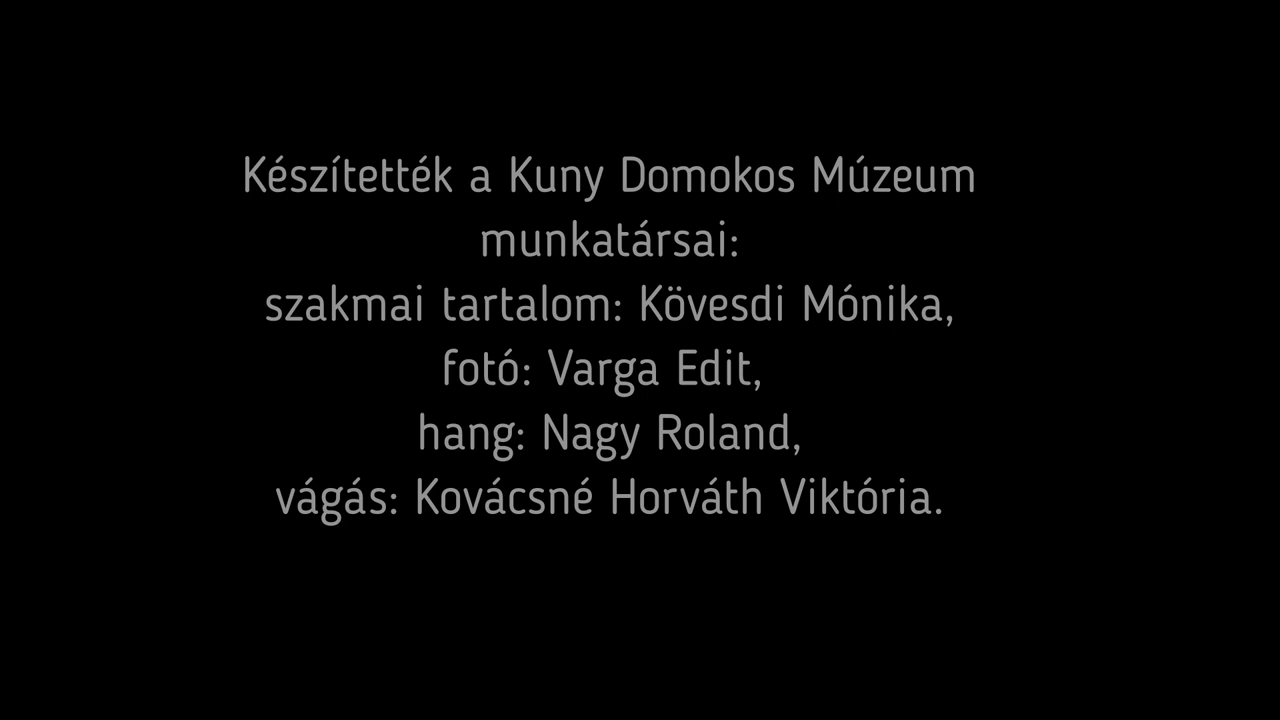 Készítették a Kuny Domokos Múzeum
munkatársai:
szakmai tartalom: Kövesdi Mónika,
fotó: Varga Edit,
hang: Nagy Roland,
vágás: Kovácsné Horváth Viktória.